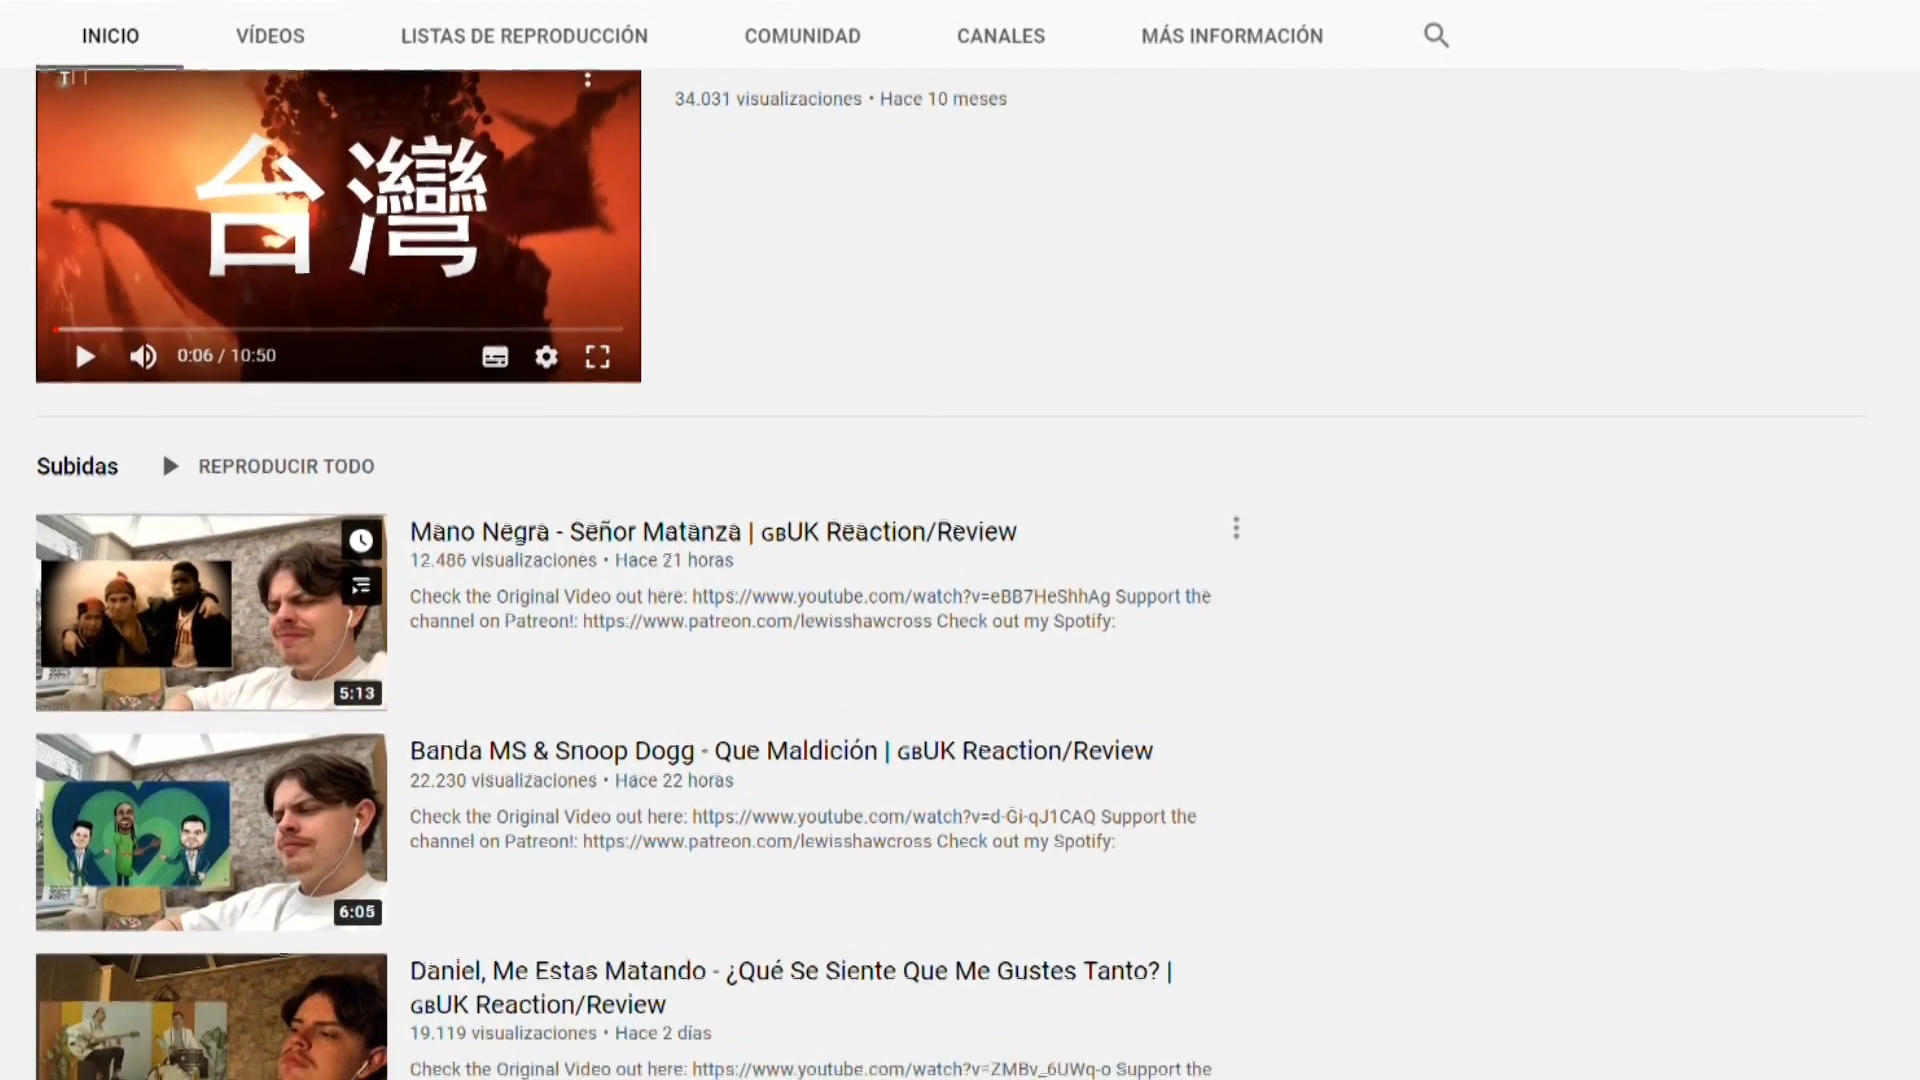 INICIO
VÍDEOS
LISTAS DE REPRODUCCIÓN
COMUNIDAD
CANALES
MÁS INFORMACIÓN
34.031 visualizaciones • Hace 10 meses
台灣
0:06 / 10:50
Subidas
REPRODUCIR TODO
5:13
Mano Negra - Señor Matanza | GBUK Reaction/Review
12.486 visualizaciones • Hace 21 horas
Check the Original Video out here: https://www.youtube.com/watch?v=eBB7HeShhAg Support the
channel on Patreon!: https://www.patreon.com/lewisshawcross Check out my Spotify:
6:05
Banda MS & Snoop Dogg - Que Maldición | GBUK Reaction/Review
22.230 visualizaciones • Hace 22 horas
Check the Original Video out here: https://www.youtube.com/watch?v=d-Gi-qJ1CAQ Support the
channel on Patreon!: https://www.patreon.com/lewisshawcross Check out my Spotify:
Daniel, Me Estas Matando - ¿Qué Se Siente Que Me Gustes Tanto? |
GBUK Reaction/Review
19.119 visualizaciones • Hace 2 días
Check the Original Video out here: https://www.youtube.com/watch?v=ZMBv_6UWq-o Support the